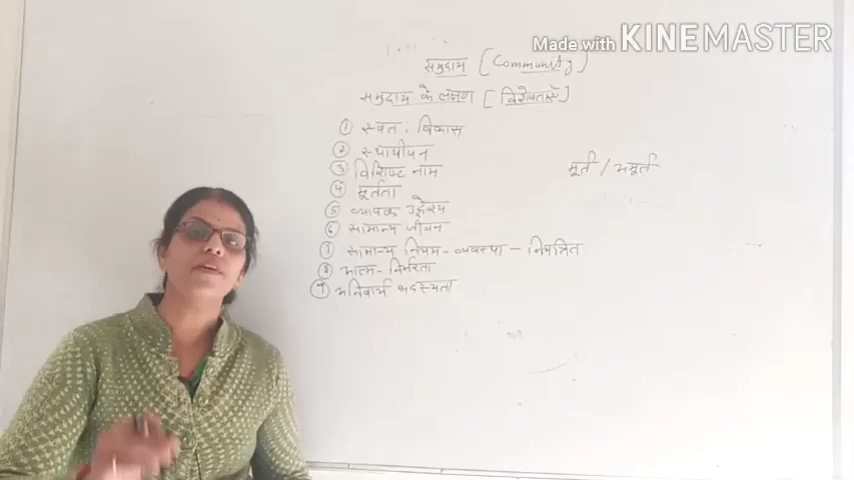 Made with KINEMASTER
समुदाय [Community]
समुदाय के लक्षण [विशेषताएँ]
① स्वतः विकास
② स्थायीपन
③ विशिष्ट नाम
④ मूर्तता
मूर्त / अमूर्त
⑤ व्यापक उद्देश्य
⑥ सामान्य जीवन
⑦ सामान्य नियम - व्यवस्था - नियंत्रित
⑧ आत्म - निर्भरता
⑨ अनिवार्य सदस्यता